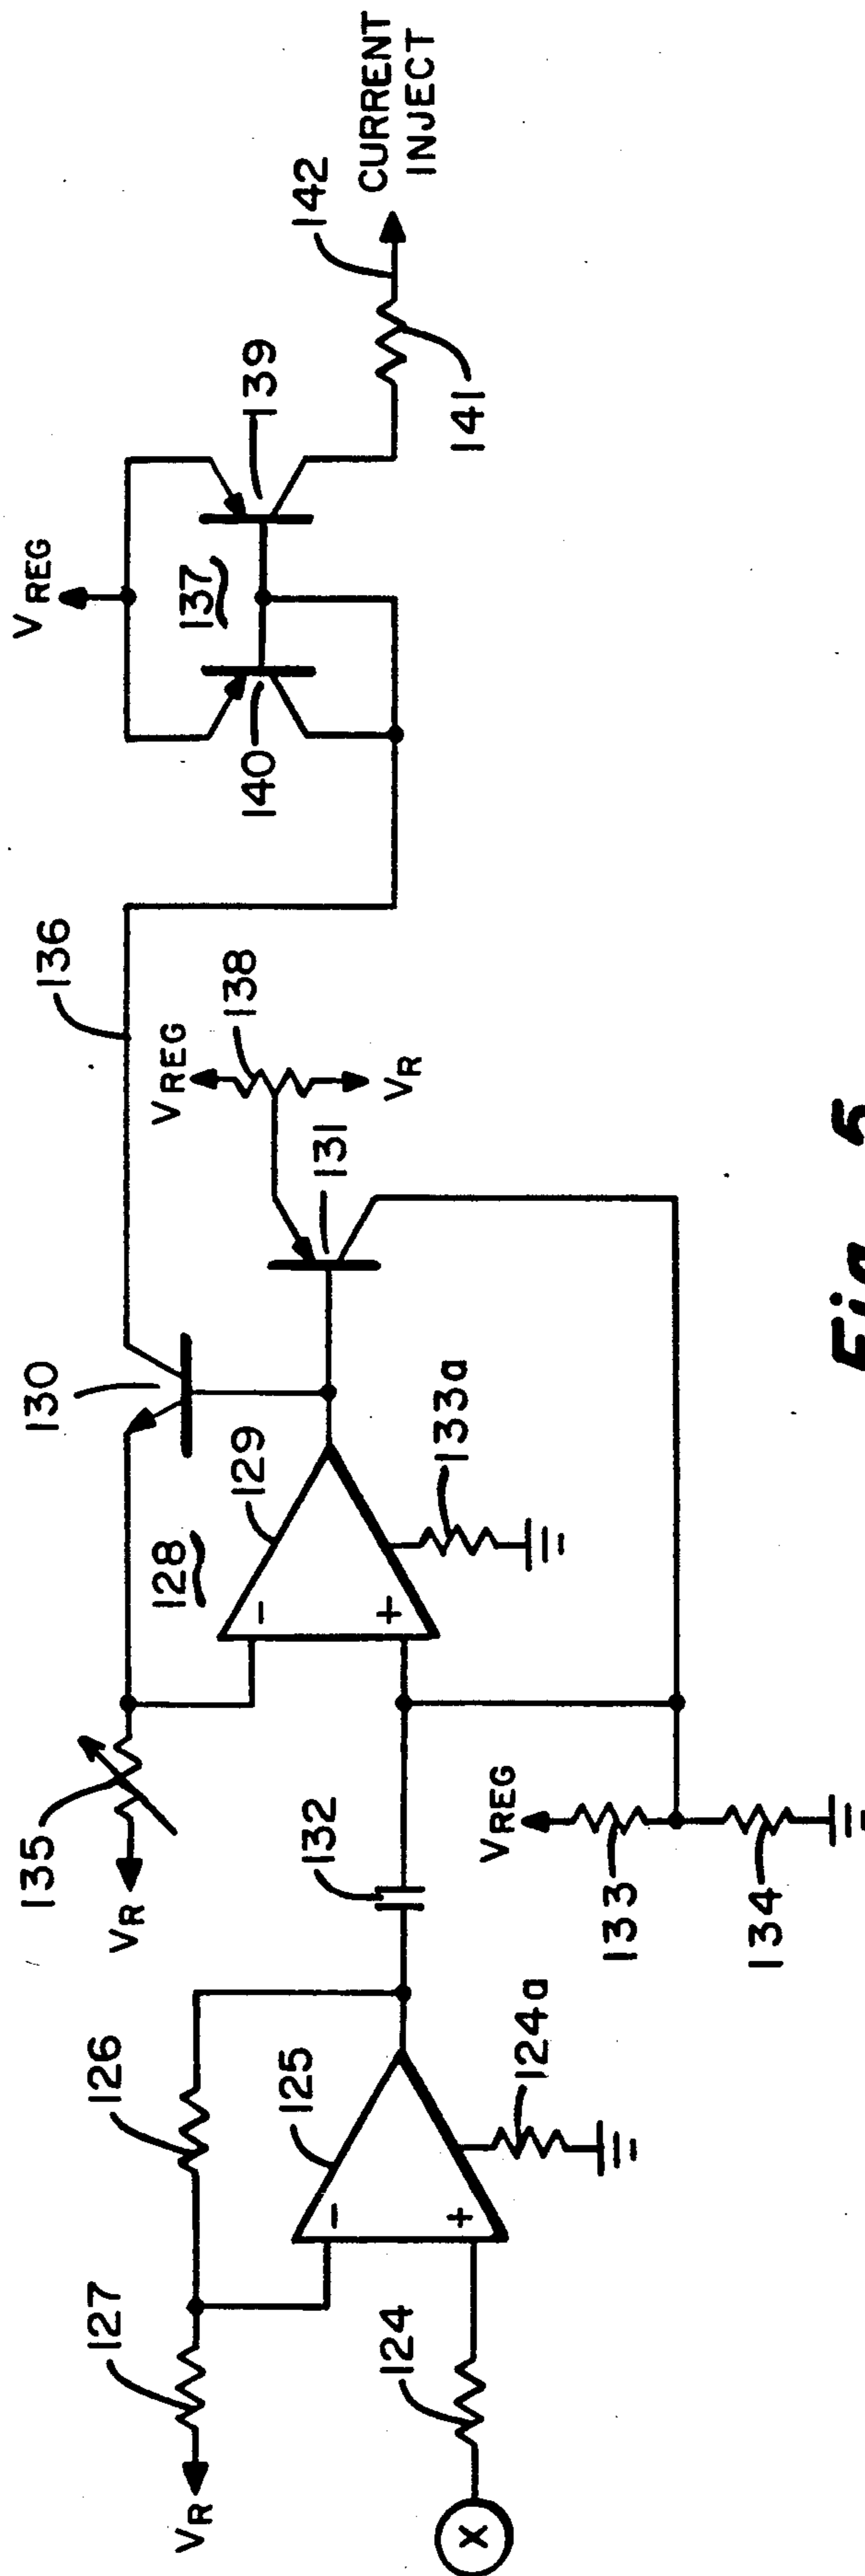 VREG
135
130
136
VR
127
126
VR
128
129
137
140
139
VREG
138
VR
131
CURRENT
INJECT
142
141
125
-
+
-
+
132
133a
124
124a
X
VREG
133
134
Fig. 5